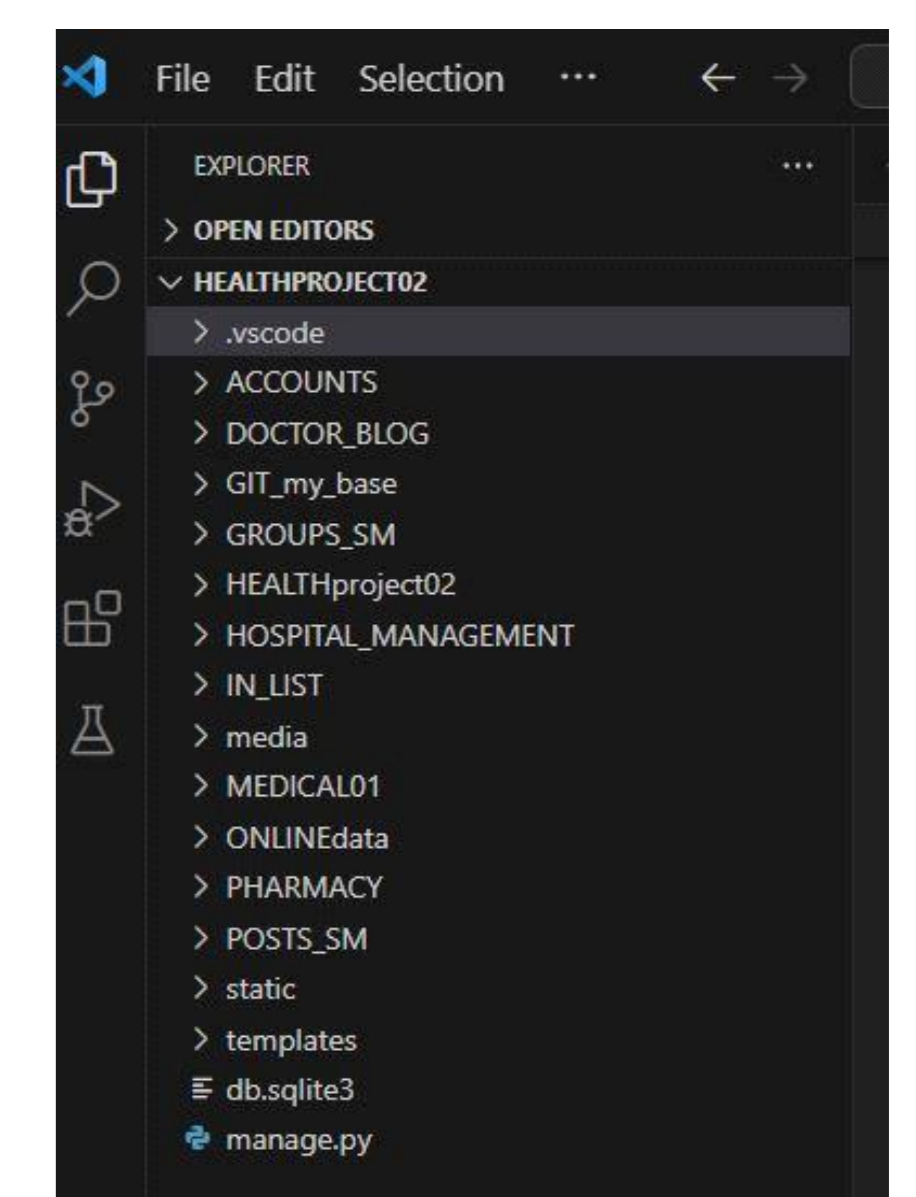 File Edit Selection ···
EXPLORER ···
OPEN EDITORS
HEALTHPROJECT02
.vscode
ACCOUNTS
DOCTOR_BLOG
GIT_my_base
GROUPS_SM
HEALTHproject02
HOSPITAL_MANAGEMENT
IN_LIST
media
MEDICAL01
ONLINEdata
PHARMACY
POSTS_SM
static
templates
db.sqlite3
manage.py